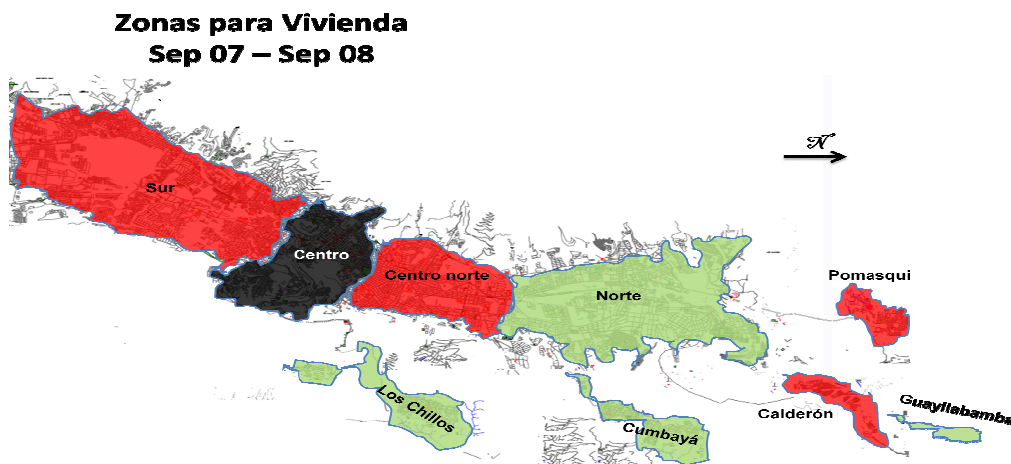 Zonas para Vivienda
Sep 07 – Sep 08
N
Sur
Centro
Centro norte
Norte
Pomasqui
Los Chillos
Cumbayá
Calderón
Guayllabamba